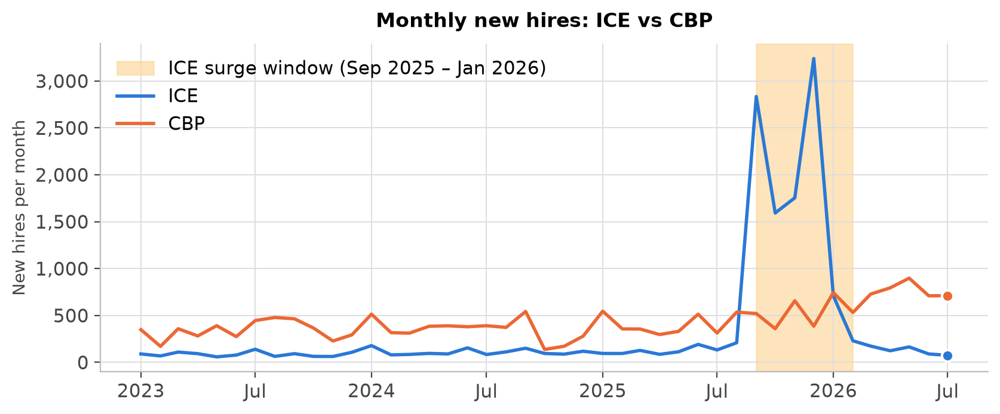 Monthly new hires: ICE vs CBP
ICE surge window (Sep 2025 – Jan 2026)
ICE
CBP
New hires per month
3,000
2,500
2,000
1,500
1,000
500
0
2023 Jul 2024 Jul 2025 Jul 2026 Jul